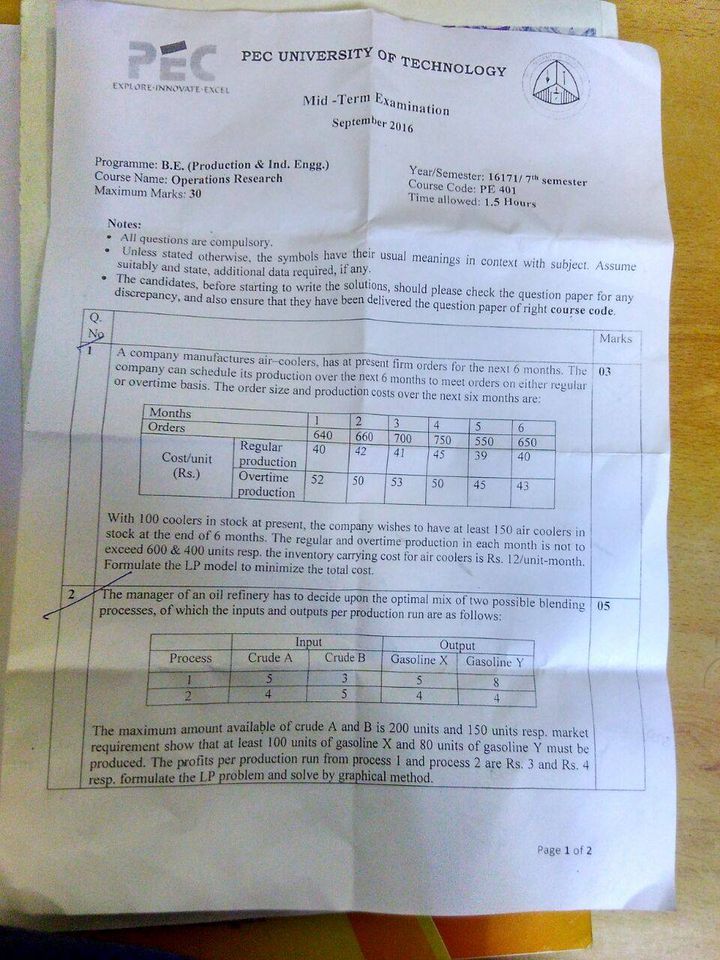 PEC
EXPLORE·INNOVATE·EXCEL
PEC UNIVERSITY OF TECHNOLOGY
Mid -Term Examination
September 2016
Programme: B.E. (Production & Ind. Engg.)
Course Name: Operations Research
Maximum Marks: 30
Year/Semester: 16171/ 7th semester
Course Code: PE 401
Time allowed: 1.5 Hours
Notes:
• All questions are compulsory.
• Unless stated otherwise, the symbols have their usual meanings in context with subject. Assume
suitably and state, additional data required, if any.
• The candidates, before starting to write the solutions, should please check the question paper for any
discrepancy, and also ensure that they have been delivered the question paper of right course code.
Q. No Marks
1 A company manufactures air–coolers, has at present firm orders for the next 6 months. The 03
company can schedule its production over the next 6 months to meet orders on either regular
or overtime basis. The order size and production costs over the next six months are:
Months 1 2 3 4 5 6
Orders 640 660 700 750 550 650
Cost/unit (Rs.) Regular production 40 42 41 45 39 40
Overtime production 52 50 53 50 45 43
With 100 coolers in stock at present, the company wishes to have at least 150 air coolers in
stock at the end of 6 months. The regular and overtime production in each month is not to
exceed 600 & 400 units resp. the inventory carrying cost for air coolers is Rs. 12/unit-month.
Formulate the LP model to minimize the total cost.
2 The manager of an oil refinery has to decide upon the optimal mix of two possible blending 05
processes, of which the inputs and outputs per production run are as follows:
Input Output
Process Crude A Crude B Gasoline X Gasoline Y
1 5 3 5 8
2 4 5 4 4
The maximum amount available of crude A and B is 200 units and 150 units resp. market
requirement show that at least 100 units of gasoline X and 80 units of gasoline Y must be
produced. The profits per production run from process 1 and process 2 are Rs. 3 and Rs. 4
resp. formulate the LP problem and solve by graphical method.
Page 1 of 2